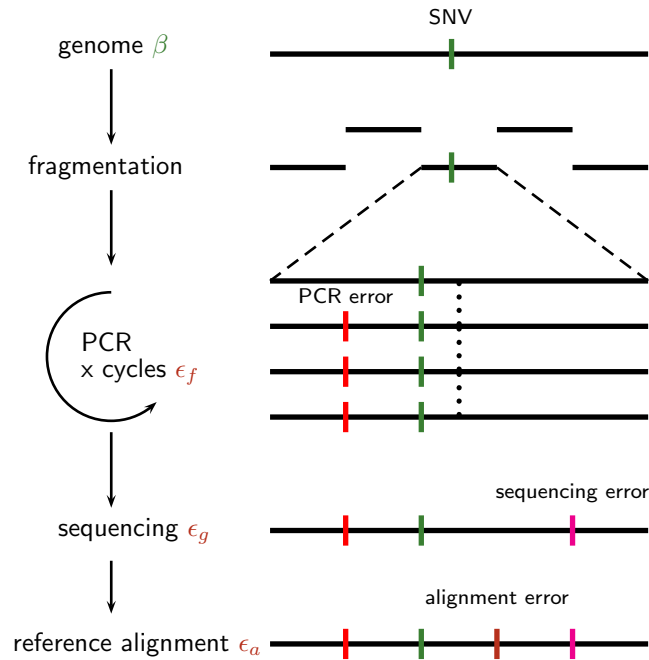 SNV
genome β
fragmentation
PCR error
PCR
x cycles ϵf
sequencing error
sequencing ϵg
alignment error
reference alignment ϵa